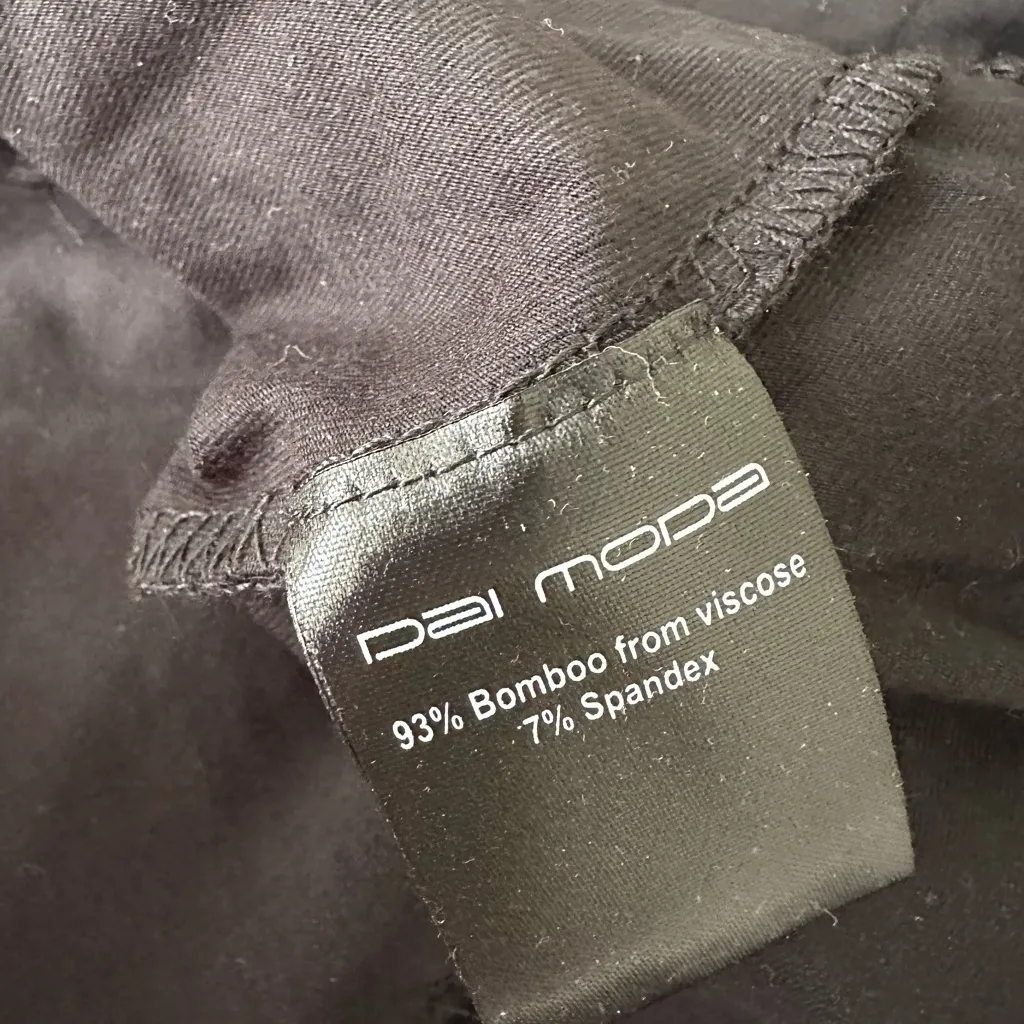 Dai moda
93% Bomboo from viscose
7% Spandex